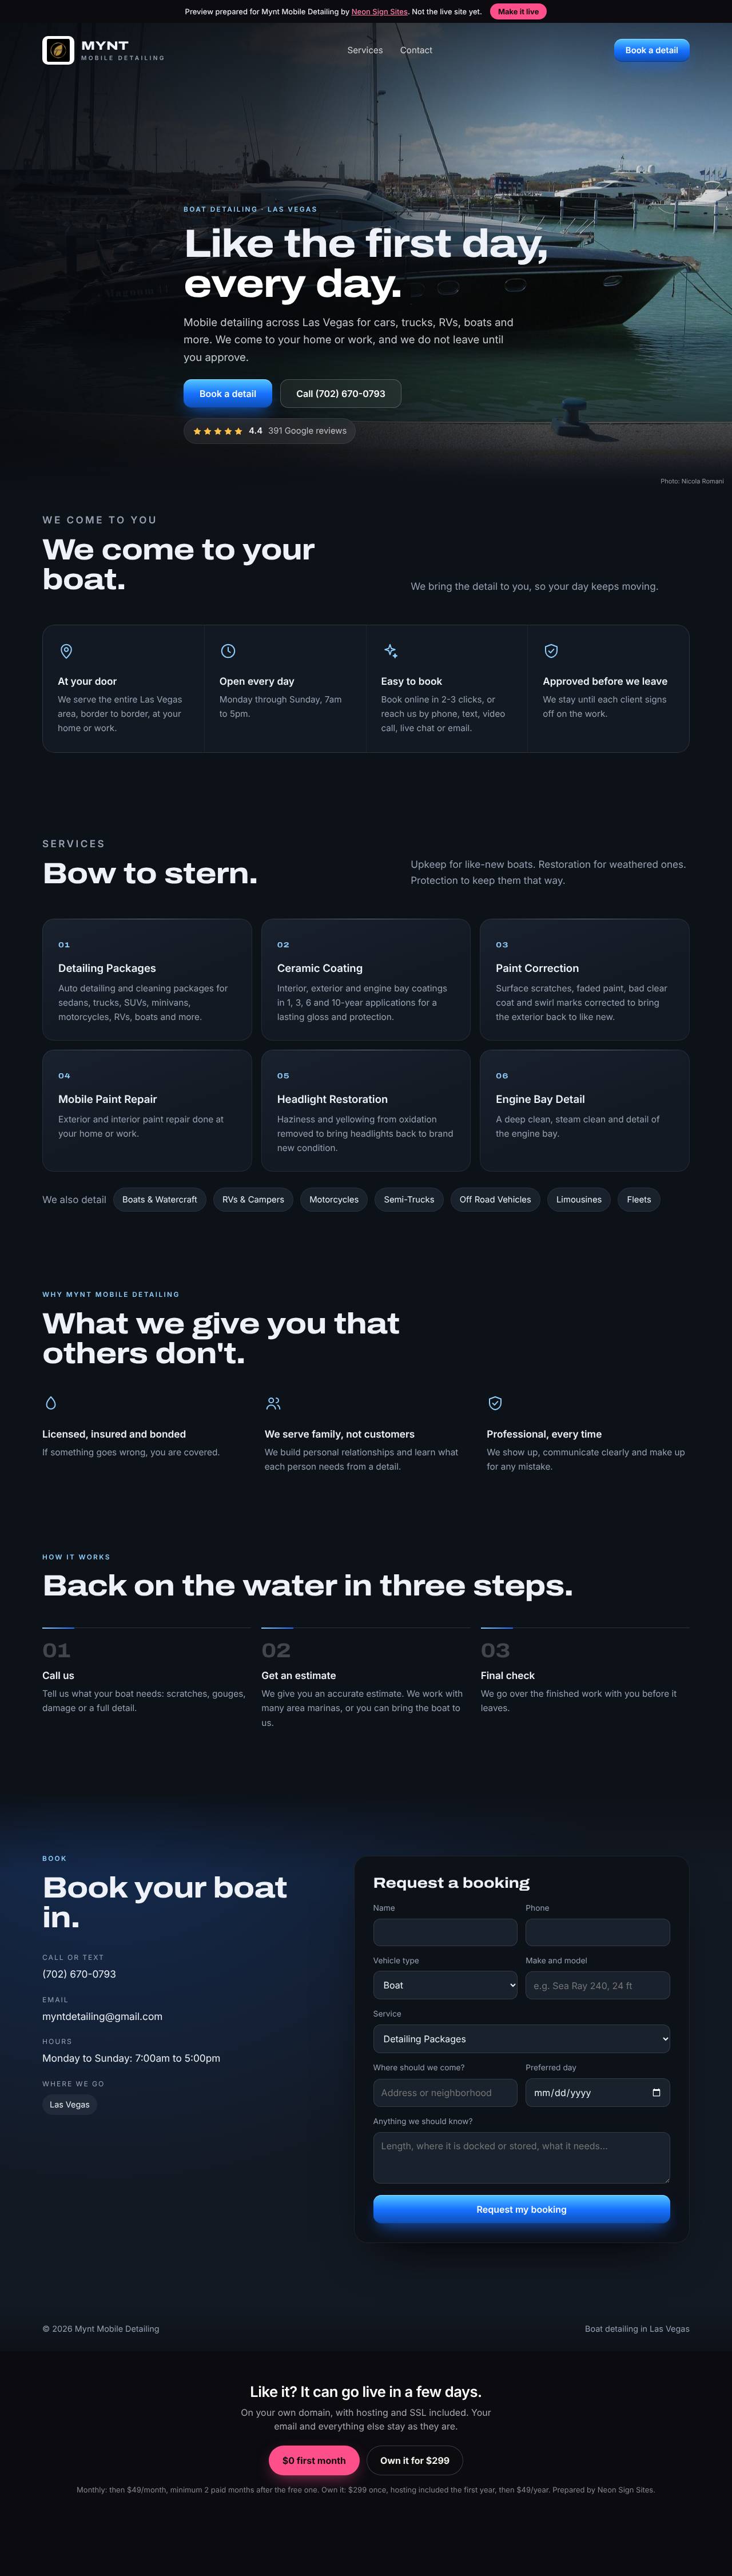 Preview prepared for Mynt Mobile Detailing by Neon Sign Sites. Not the live site yet. Make it live
MYNT
MOBILE DETAILING
Services Contact
Book a detail
BOAT DETAILING · LAS VEGAS
Like the first day,
every day.
Mobile detailing across Las Vegas for cars, trucks, RVs, boats and
more. We come to your home or work, and we do not leave until
you approve.
Book a detail Call (702) 670-0793
4.4 391 Google reviews
Photo: Nicola Romani
WE COME TO YOU
We come to your
boat.
We bring the detail to you, so your day keeps moving.
At your door
We serve the entire Las Vegas
area, border to border, at your
home or work.
Open every day
Monday through Sunday, 7am
to 5pm.
Easy to book
Book online in 2-3 clicks, or
reach us by phone, text, video
call, live chat or email.
Approved before we leave
We stay until each client signs
off on the work.
SERVICES
Bow to stern.
Upkeep for like-new boats. Restoration for weathered ones.
Protection to keep them that way.
01
Detailing Packages
Auto detailing and cleaning packages for
sedans, trucks, SUVs, minivans,
motorcycles, RVs, boats and more.
02
Ceramic Coating
Interior, exterior and engine bay coatings
in 1, 3, 6 and 10-year applications for a
lasting gloss and protection.
03
Paint Correction
Surface scratches, faded paint, bad clear
coat and swirl marks corrected to bring
the exterior back to like new.
04
Mobile Paint Repair
Exterior and interior paint repair done at
your home or work.
05
Headlight Restoration
Haziness and yellowing from oxidation
removed to bring headlights back to brand
new condition.
06
Engine Bay Detail
A deep clean, steam clean and detail of
the engine bay.
We also detail Boats & Watercraft RVs & Campers Motorcycles Semi-Trucks Off Road Vehicles Limousines Fleets
WHY MYNT MOBILE DETAILING
What we give you that
others don't.
Licensed, insured and bonded
If something goes wrong, you are covered.
We serve family, not customers
We build personal relationships and learn what
each person needs from a detail.
Professional, every time
We show up, communicate clearly and make up
for any mistake.
HOW IT WORKS
Back on the water in three steps.
01
Call us
Tell us what your boat needs: scratches, gouges,
damage or a full detail.
02
Get an estimate
We give you an accurate estimate. We work with
many area marinas, or you can bring the boat to
us.
03
Final check
We go over the finished work with you before it
leaves.
BOOK
Book your boat
in.
CALL OR TEXT
(702) 670-0793
EMAIL
myntdetailing@gmail.com
HOURS
Monday to Sunday: 7:00am to 5:00pm
WHERE WE GO
Las Vegas
Request a booking
Name Phone
Vehicle type Make and model
Boat e.g. Sea Ray 240, 24 ft
Service
Detailing Packages
Where should we come? Preferred day
Address or neighborhood mm/dd/yyyy
Anything we should know?
Length, where it is docked or stored, what it needs...
Request my booking
© 2026 Mynt Mobile Detailing
Boat detailing in Las Vegas
Like it? It can go live in a few days.
On your own domain, with hosting and SSL included. Your
email and everything else stay as they are.
$0 first month Own it for $299
Monthly: then $49/month, minimum 2 paid months after the free one. Own it: $299 once, hosting included the first year, then $49/year. Prepared by Neon Sign Sites.